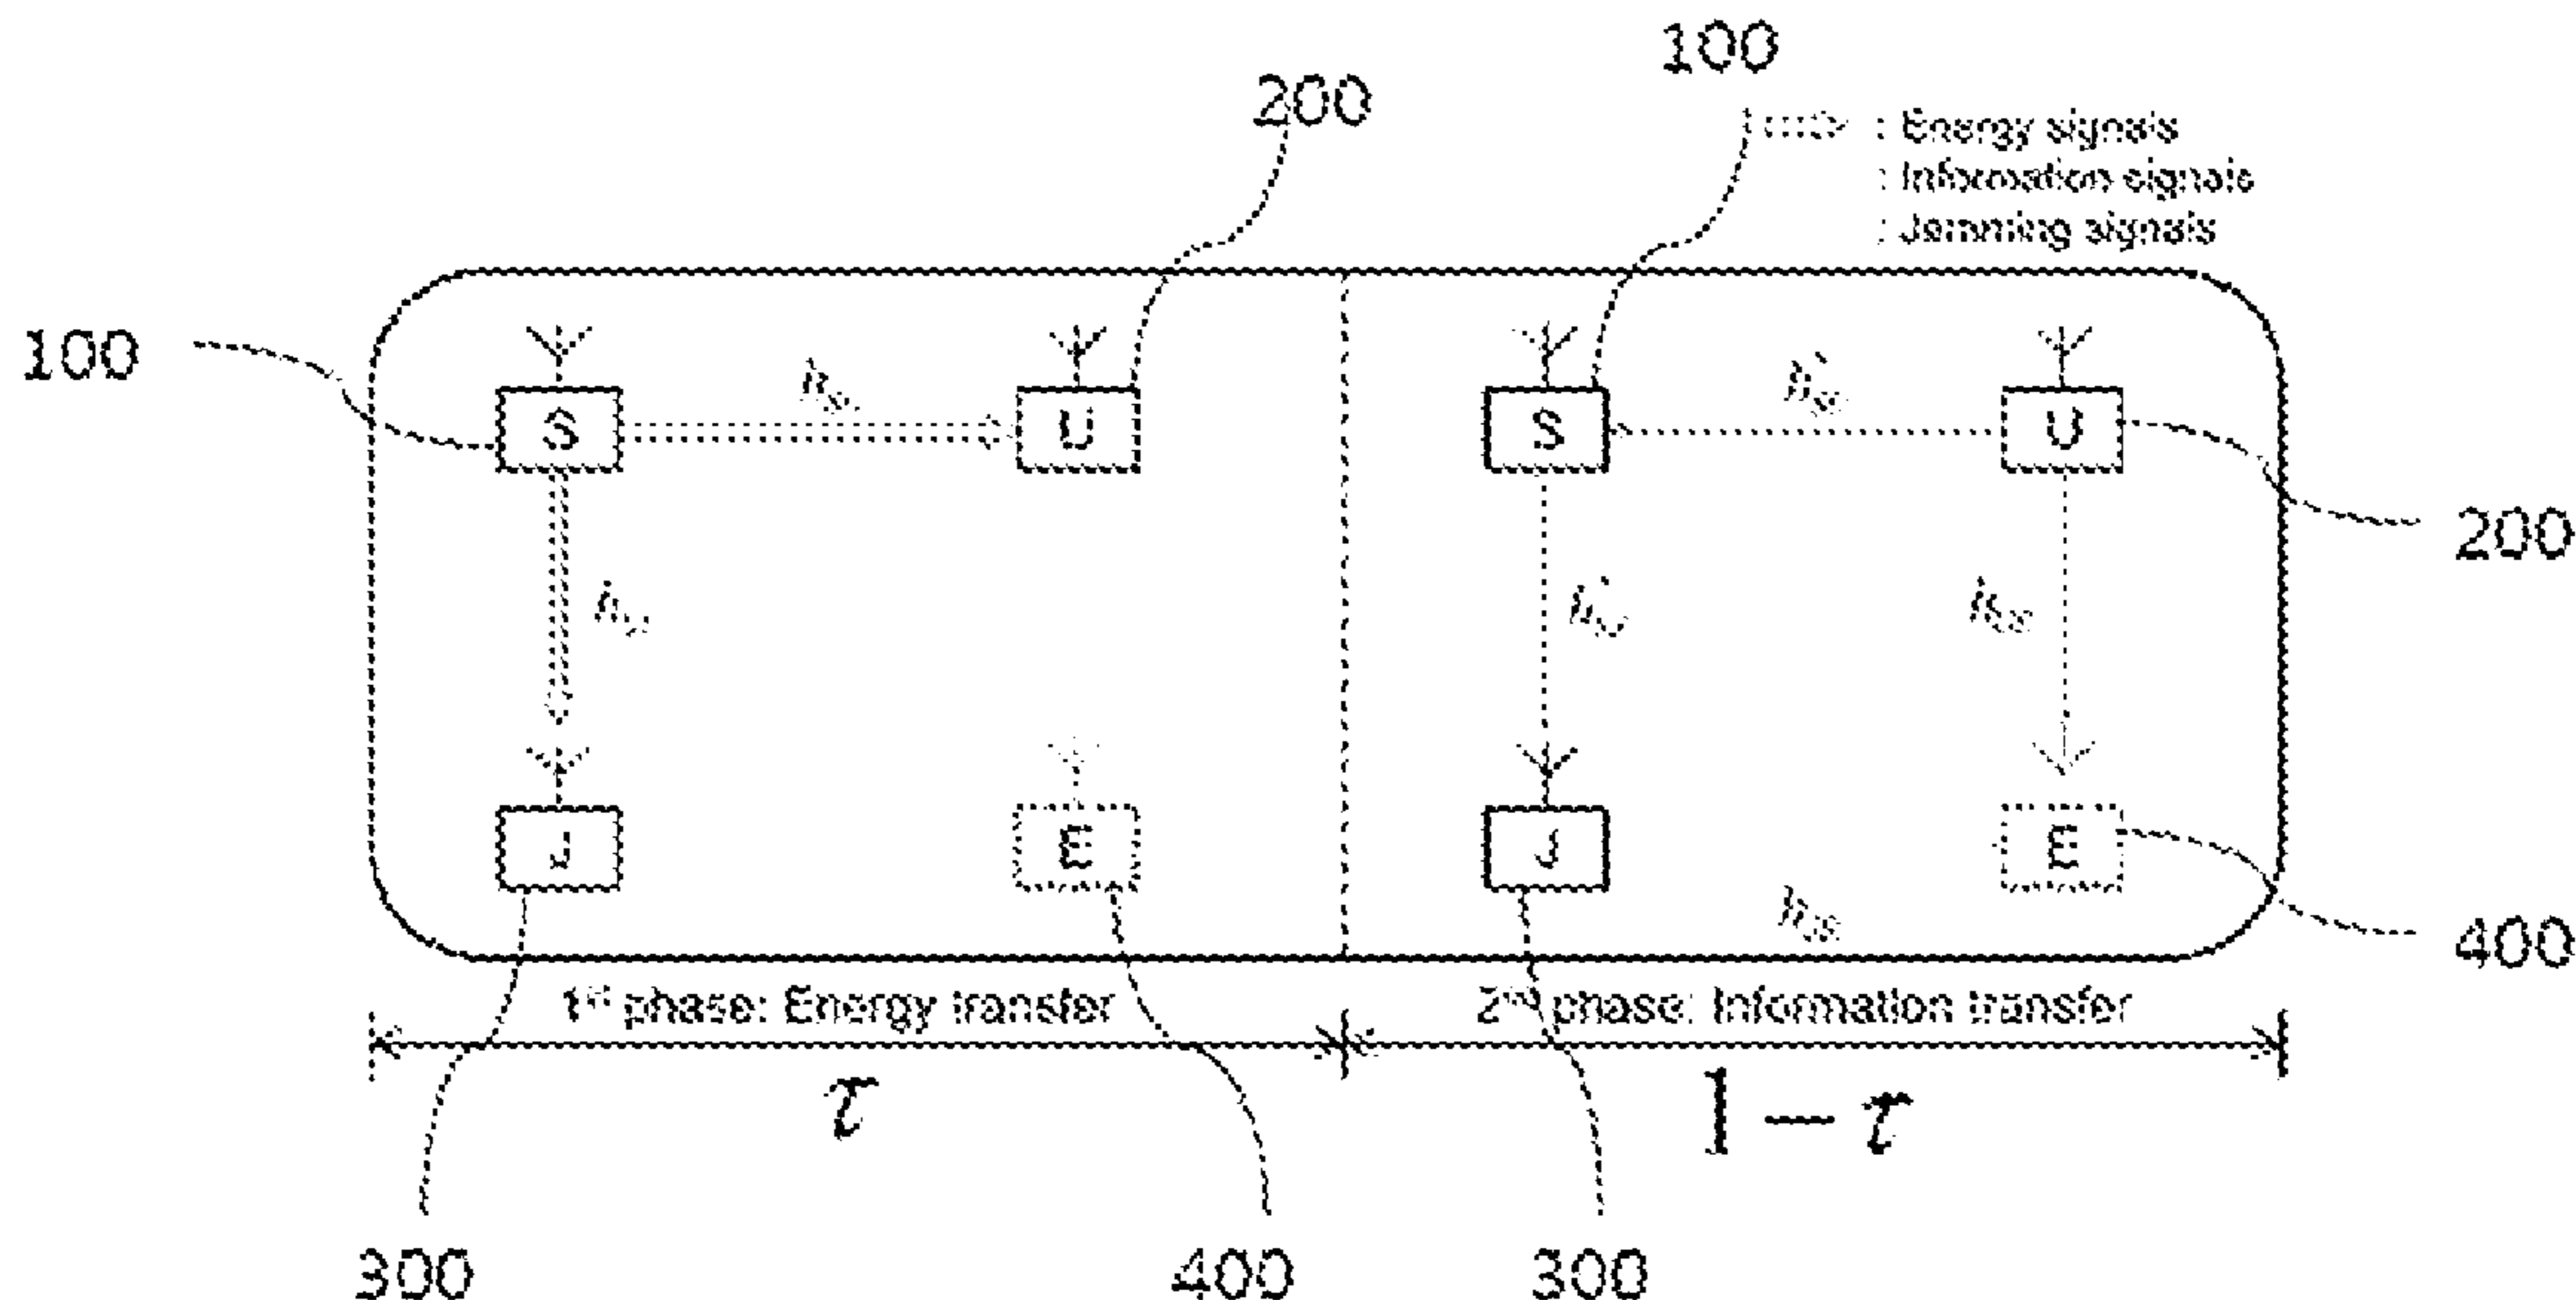 100
200
: Energy signals
: Information signals
: Jamming signals
100
S
U
S
U
200
J
E
J
E
400
1st phase: Energy transfer
2nd phase: Information transfer
τ
1 − τ
300
400
300